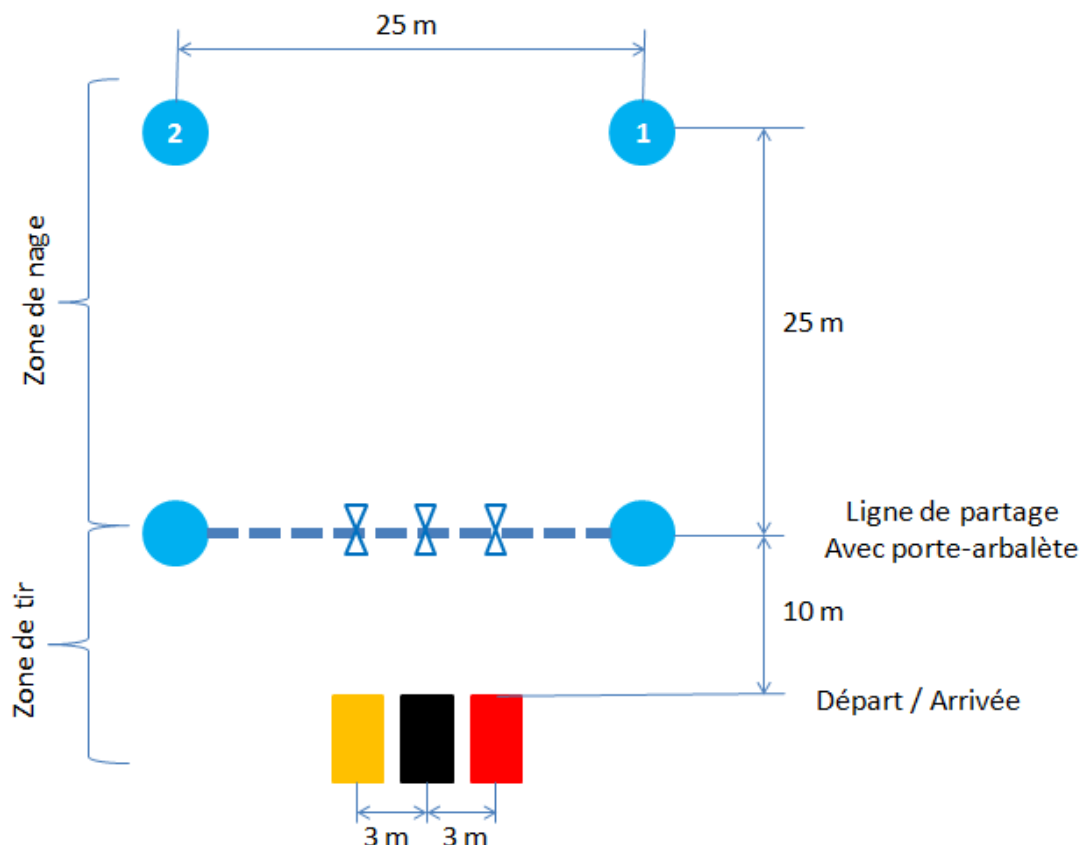 25 m
2
1
Zone de nage
25 m
Ligne de partage
Avec porte-arbalète
10 m
Zone de tir
Départ / Arrivée
3 m
3 m